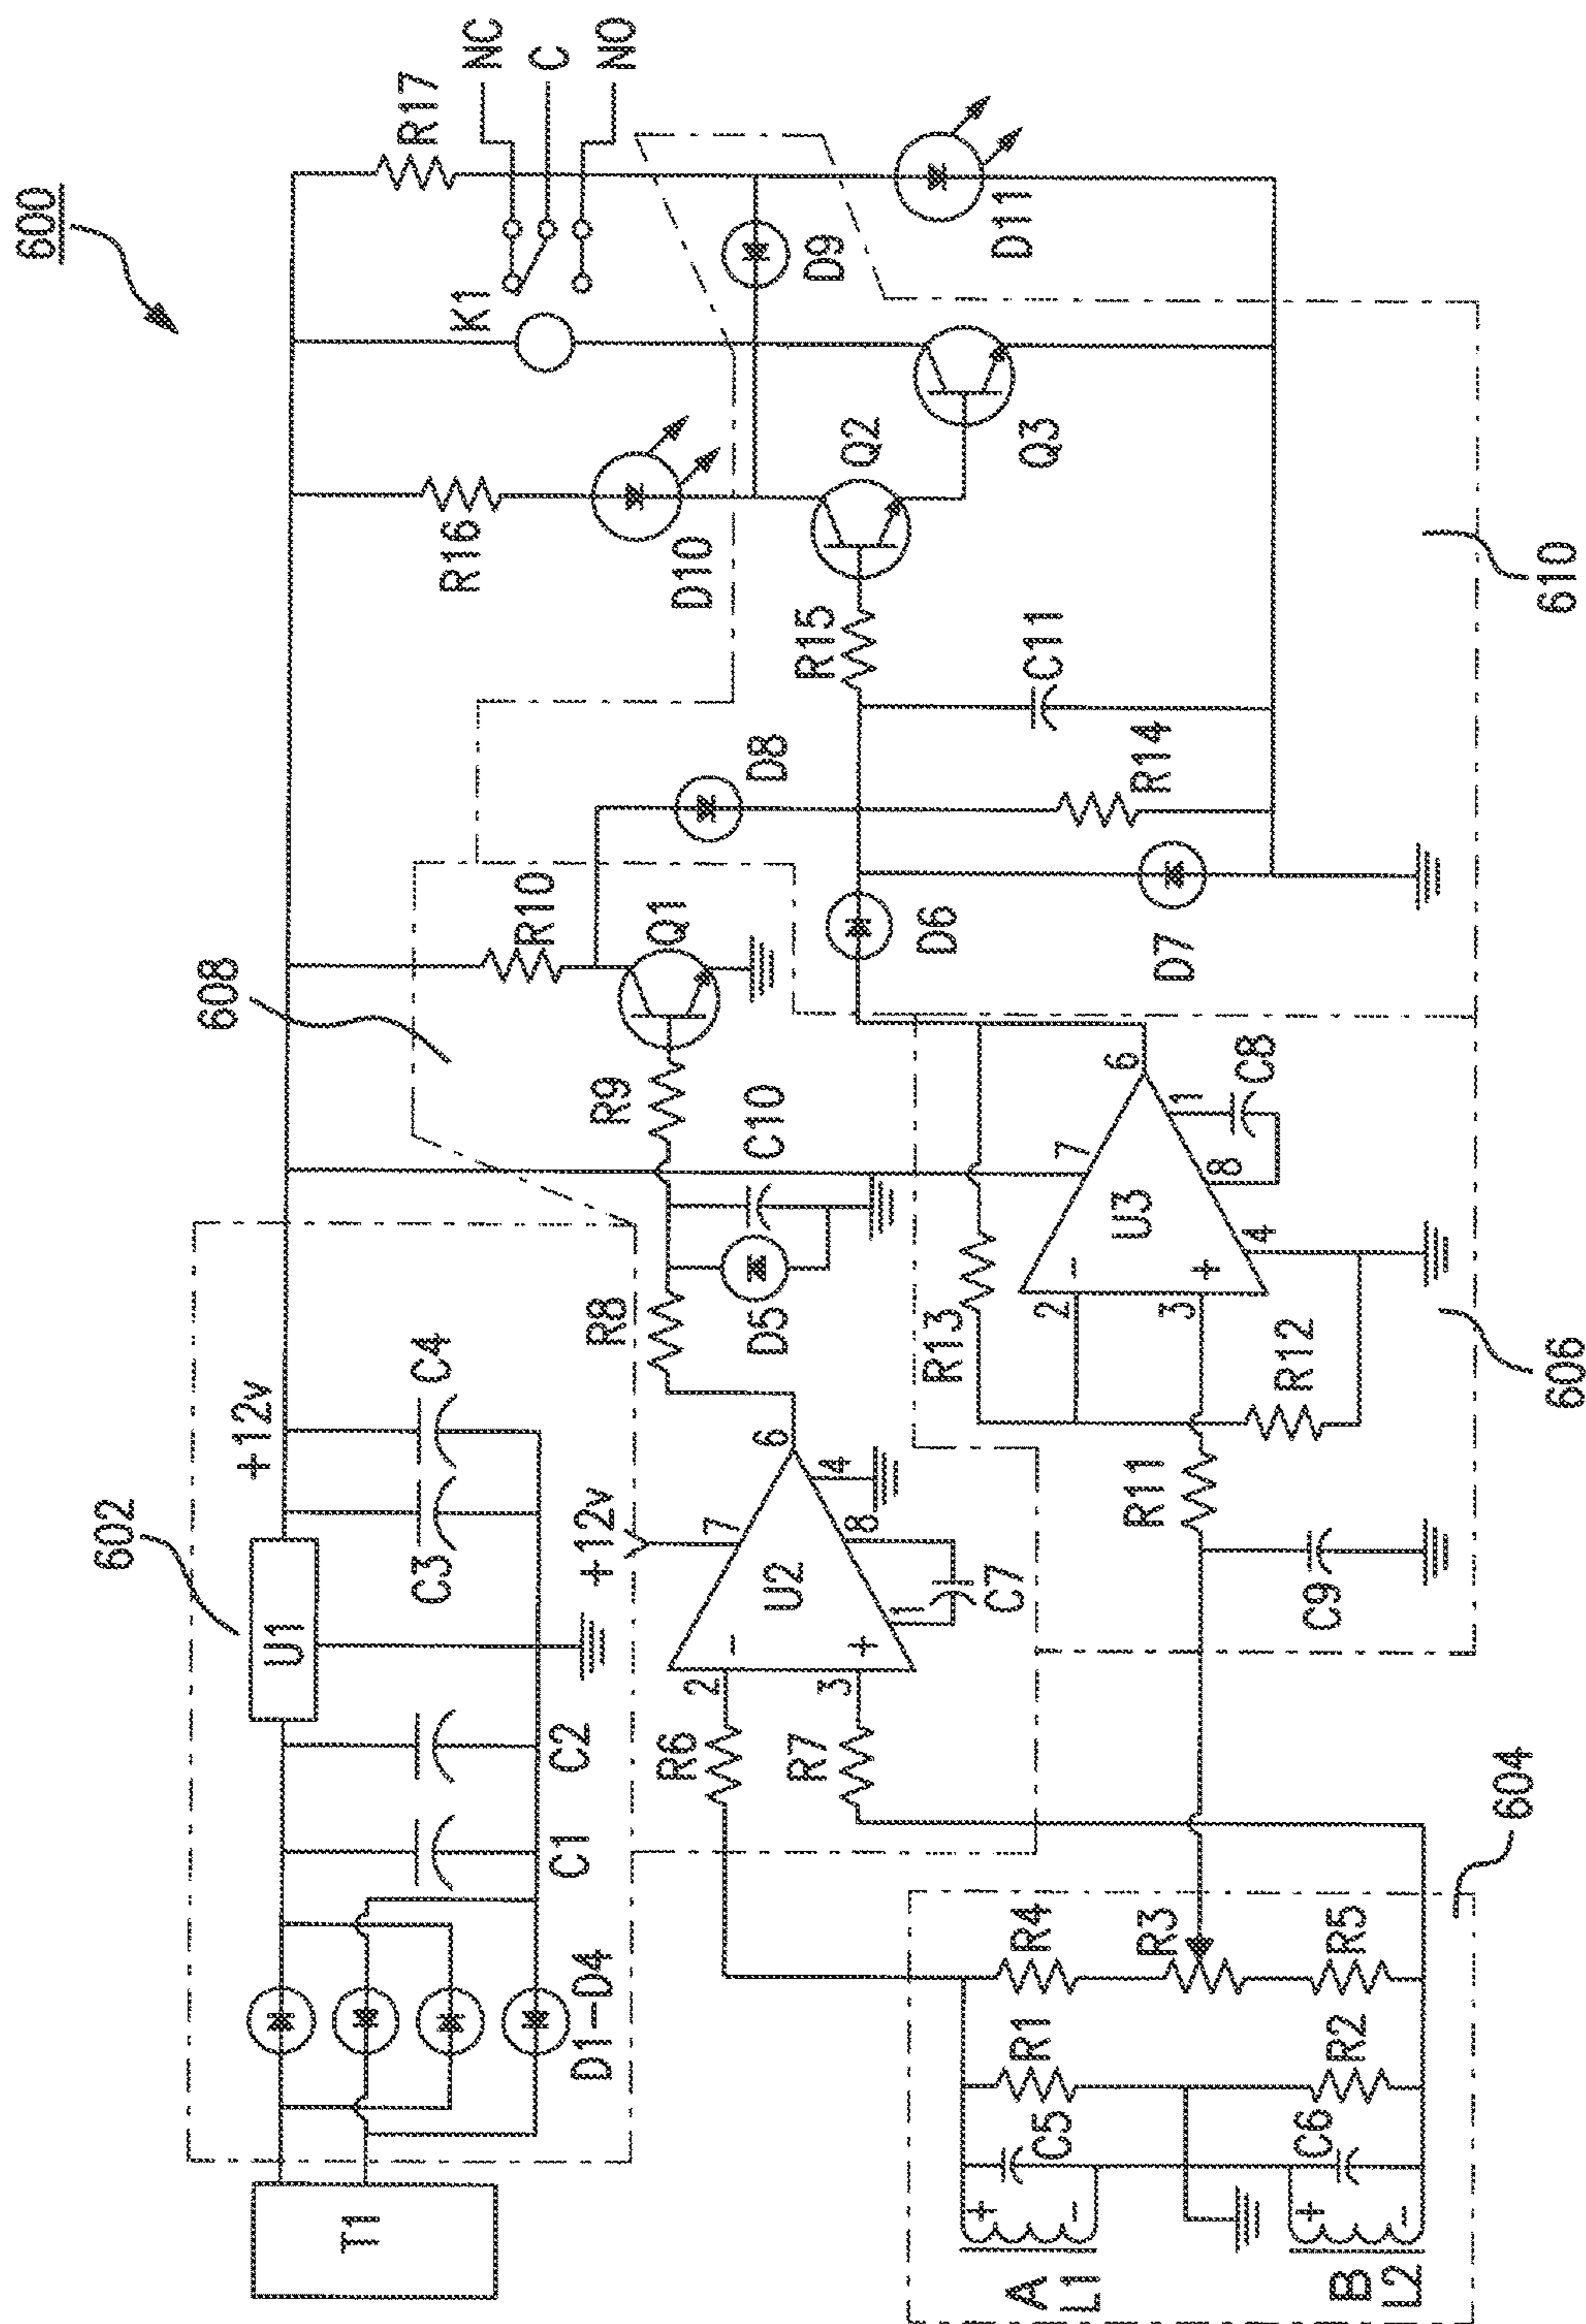 600
602
+12v
U1
C1
C2
C3
C4
D1-D4
T1
608
R10
Q1
R9
C10
R8
D5
+12v
U2
2
3
6
7
4
8
1
C7
R6
R7
R16
D10
K1
R17
NC
C
NO
D9
D11
Q2
Q3
R15
C11
D8
R14
D6
D7
610
U3
2
3
6
7
1
8
4
C8
R13
R12
R11
C9
606
604
R4
R3
R5
R1
R2
C5
C6
A
L1
B
L2
+
-
+
-
-
+
-
+